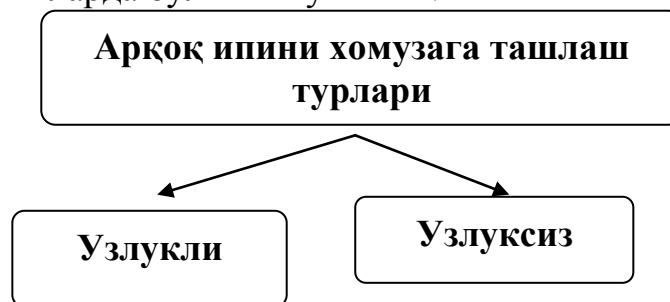 Арқоқ ипини хомузага ташлаш
турлари
Узлукли
Узлуксиз